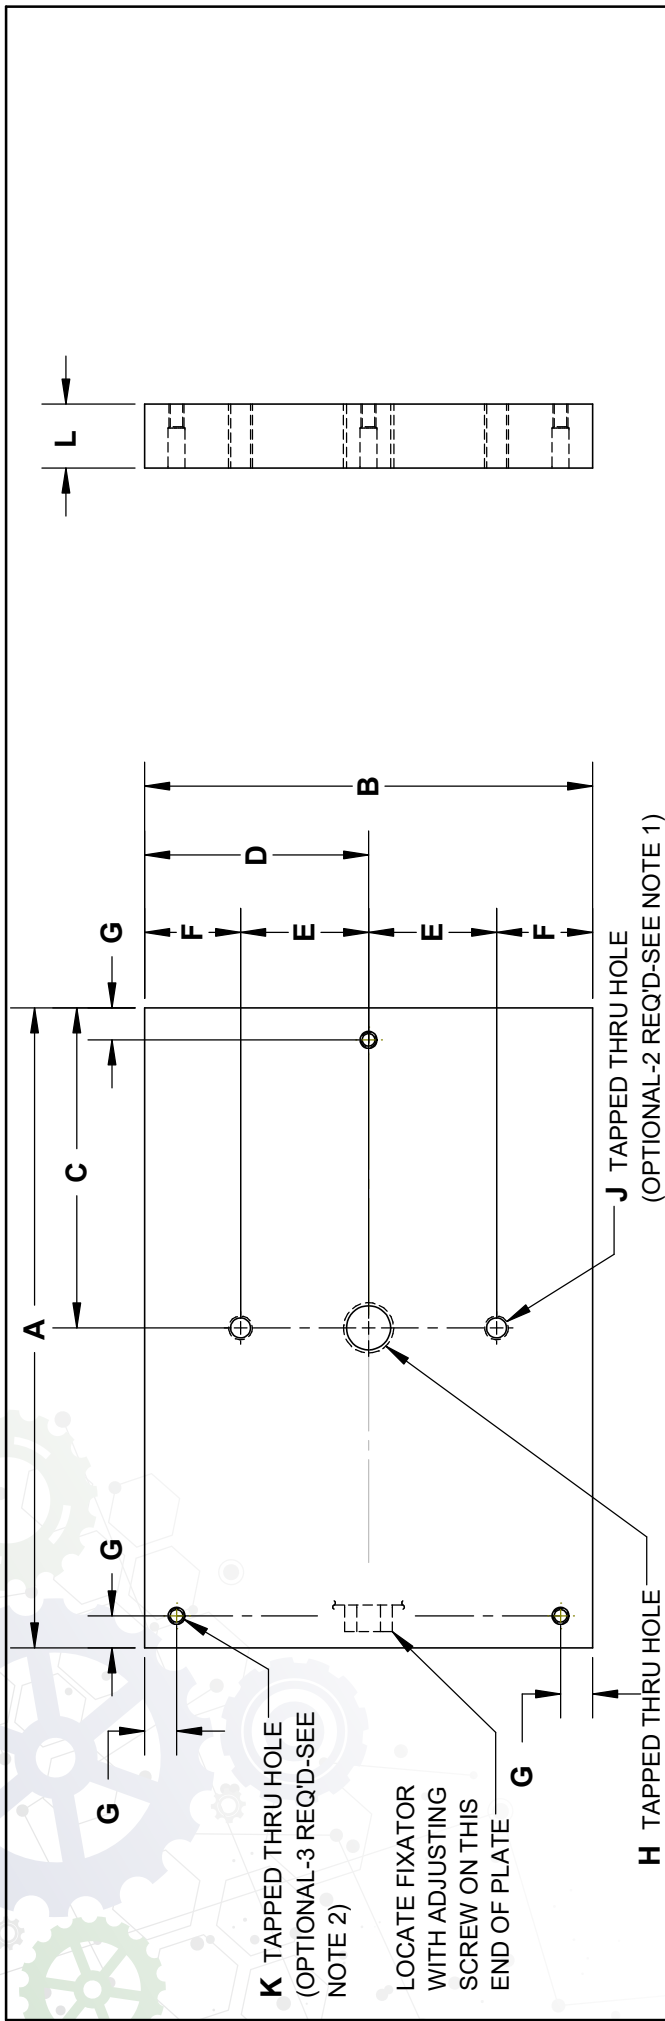 A
L
C
G
G
G
F
D
K TAPPED THRU HOLE
(OPTIONAL-3 REQ'D-SEE
NOTE 2)
E
B
LOCATE FIXATOR
WITH ADJUSTING
SCREW ON THIS
END OF PLATE
E
G
F
J TAPPED THRU HOLE
(OPTIONAL-2 REQ'D-SEE NOTE 1)
H TAPPED THRU HOLE